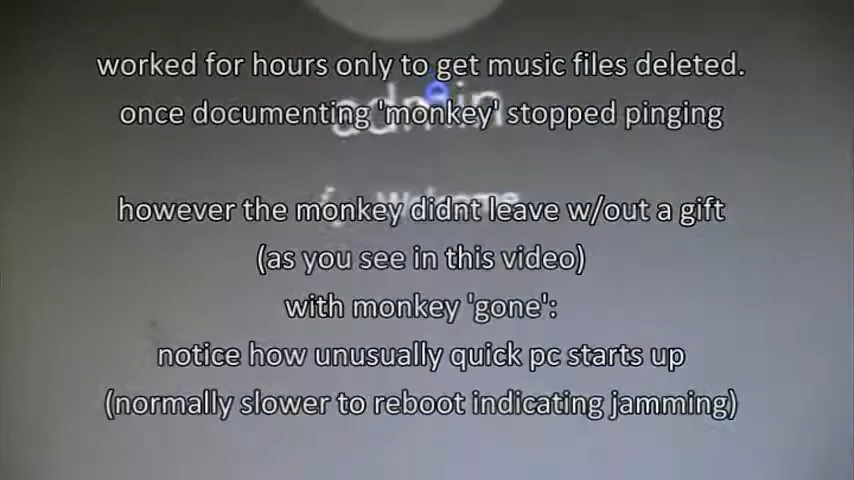 worked for hours only to get music files deleted.
admin
once documenting 'monkey' stopped pinging
Welcome
however the monkey didnt leave w/out a gift
(as you see in this video)
with monkey 'gone':
notice how unusually quick pc starts up
(normally slower to reboot indicating jamming)